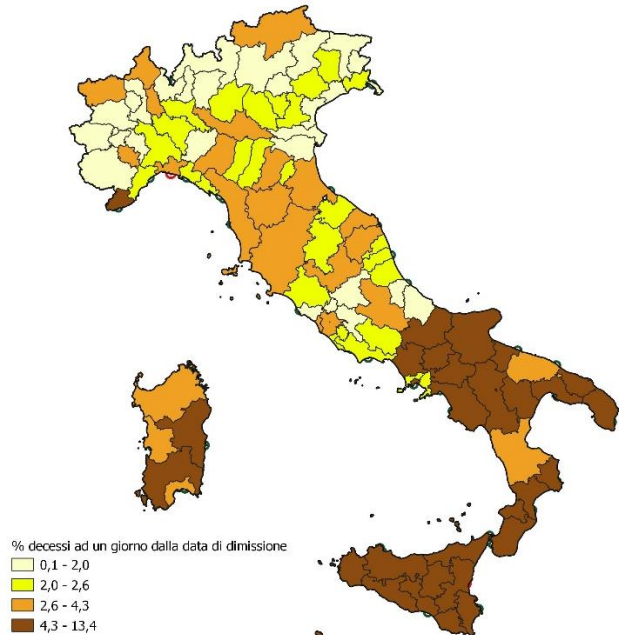 % decessi ad un giorno dalla data di dimissione
0,1 - 2,0
2,0 - 2,6
2,6 - 4,3
4,3 - 13,4